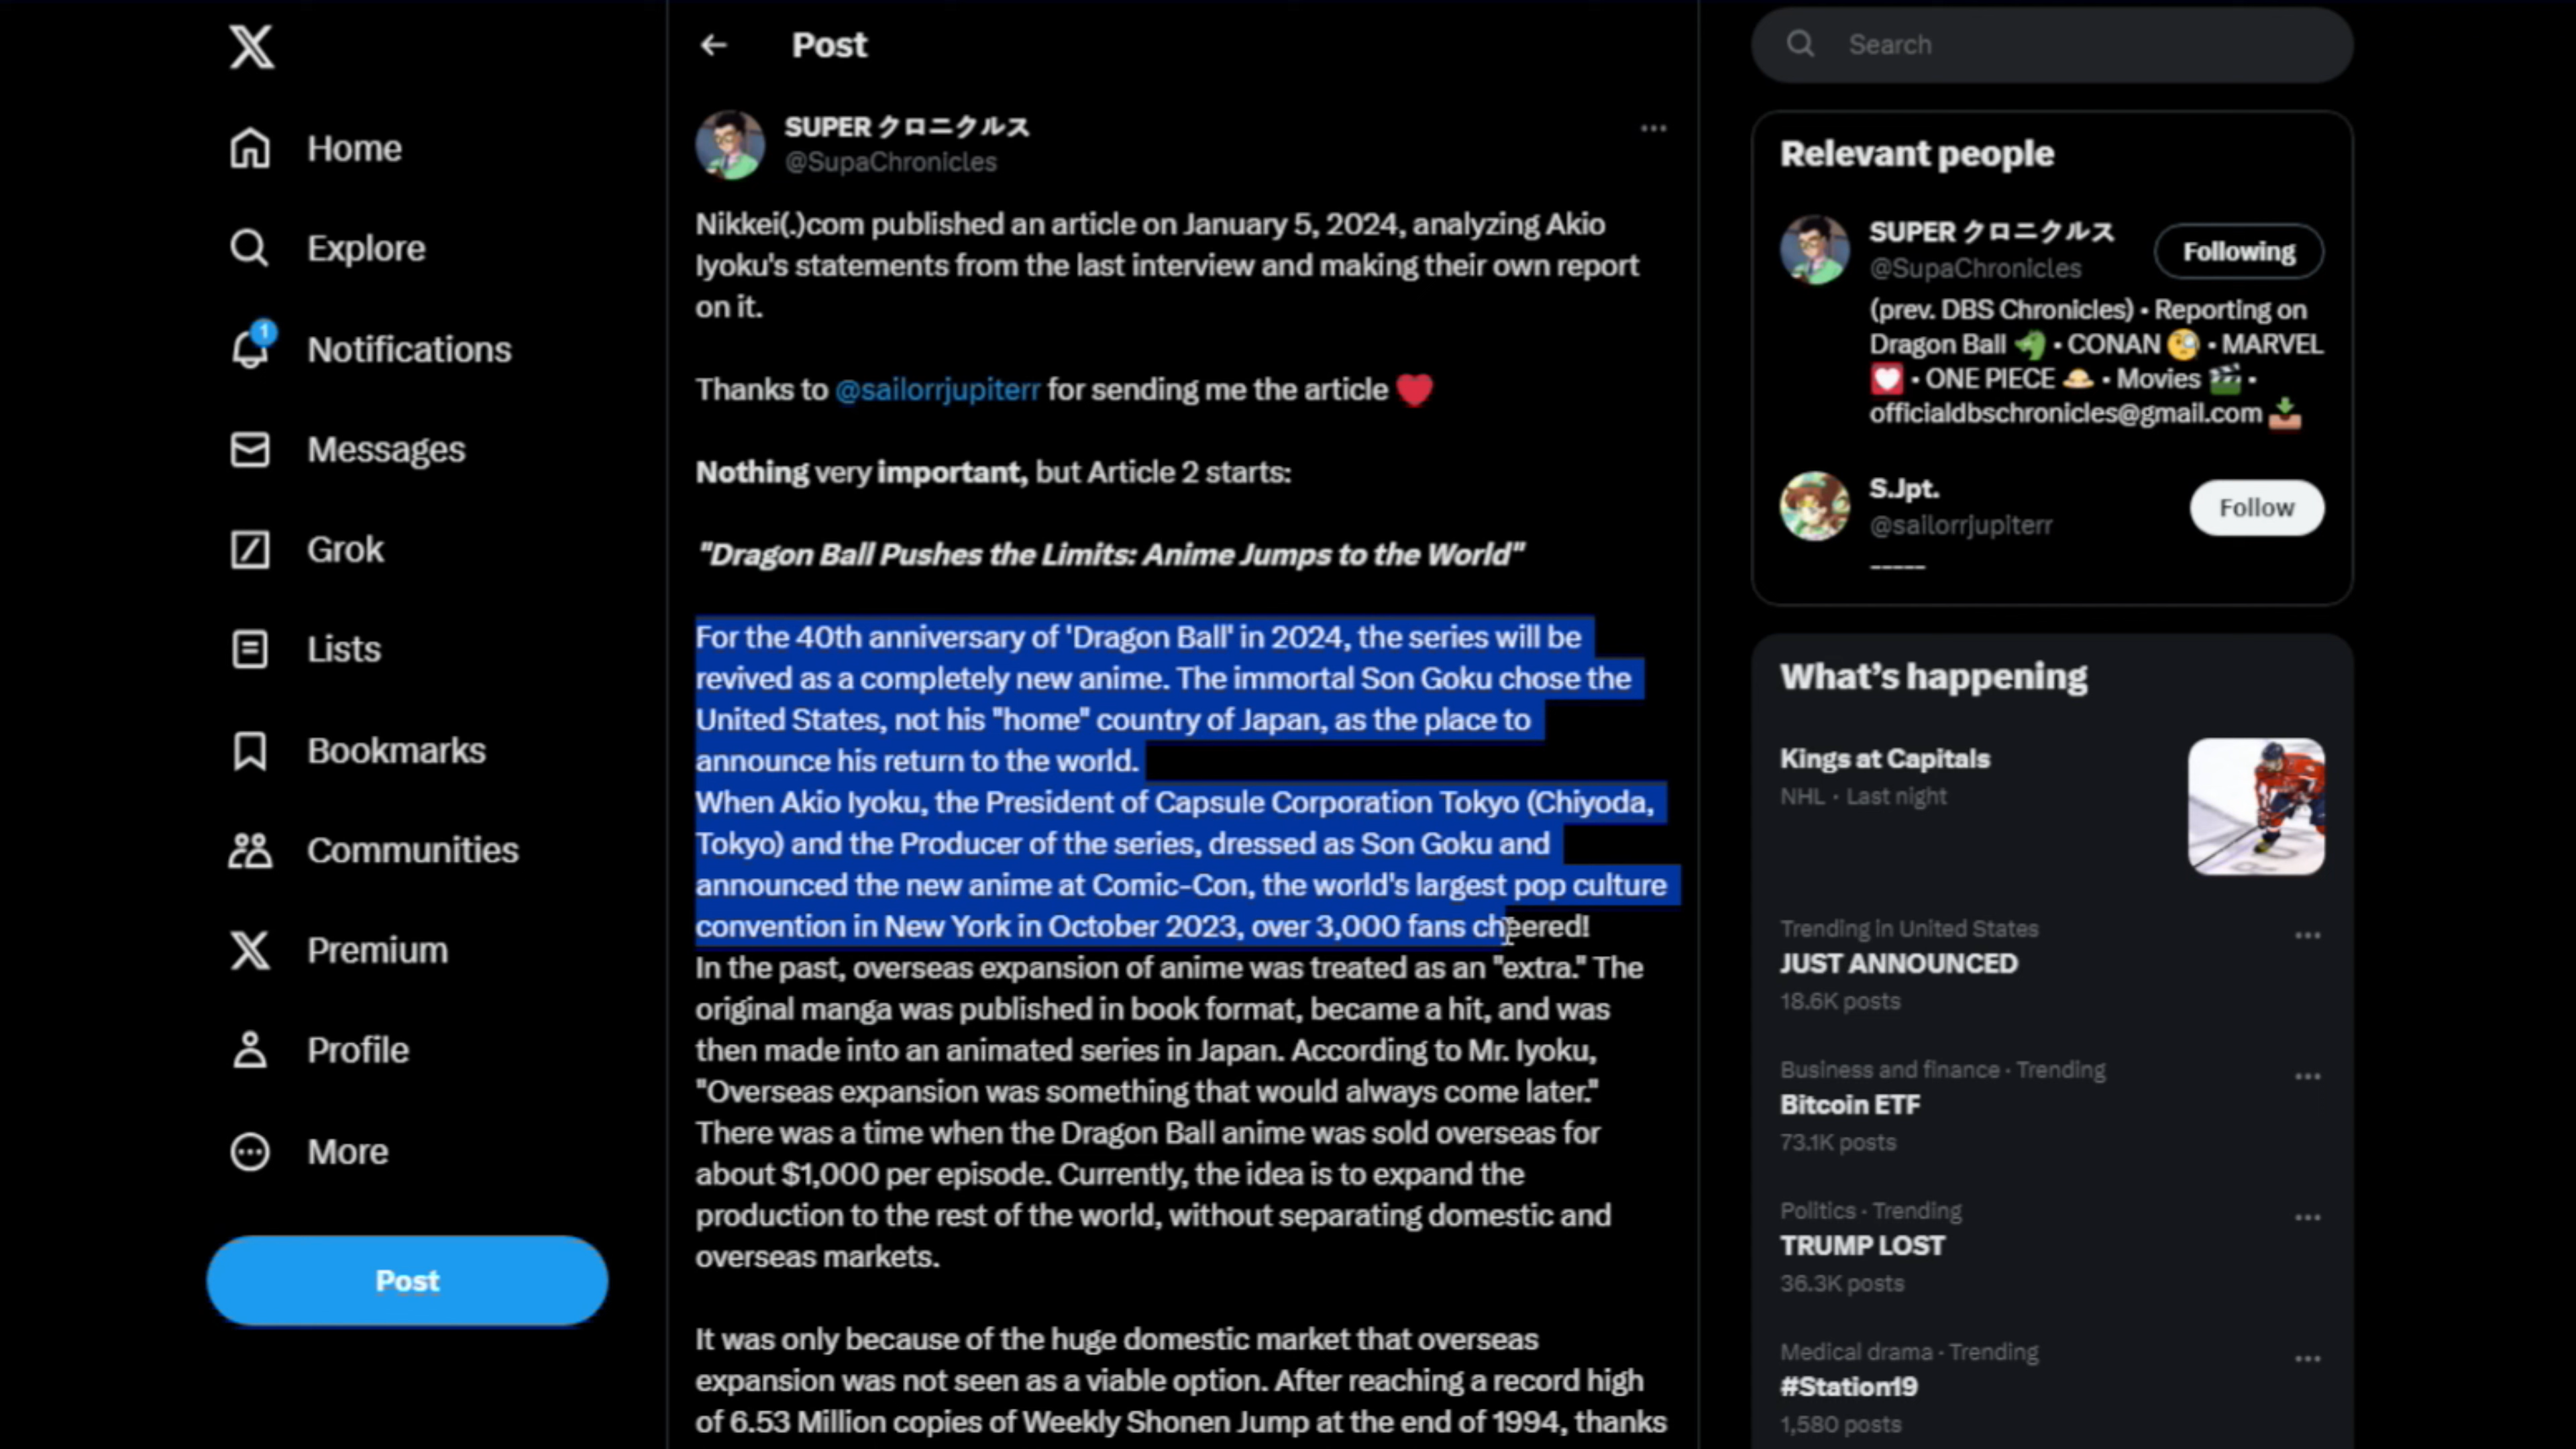 Home
Explore
1
Notifications
Messages
Grok
Lists
Bookmarks
Communities
Premium
Profile
More
Post
Post
SUPER クロニクルス
@SupaChronicles
Nikkei(.)com published an article on January 5, 2024, analyzing Akio
Iyoku's statements from the last interview and making their own report
on it.
Thanks to @sailorrjupiterr for sending me the article ❤️
Nothing very important, but Article 2 starts:
"Dragon Ball Pushes the Limits: Anime Jumps to the World"
For the 40th anniversary of 'Dragon Ball' in 2024, the series will be
revived as a completely new anime. The immortal Son Goku chose the
United States, not his "home" country of Japan, as the place to
announce his return to the world.
When Akio Iyoku, the President of Capsule Corporation Tokyo (Chiyoda,
Tokyo) and the Producer of the series, dressed as Son Goku and
announced the new anime at Comic-Con, the world's largest pop culture
convention in New York in October 2023, over 3,000 fans cheered!
In the past, overseas expansion of anime was treated as an "extra." The
original manga was published in book format, became a hit, and was
then made into an animated series in Japan. According to Mr. Iyoku,
"Overseas expansion was something that would always come later."
There was a time when the Dragon Ball anime was sold overseas for
about $1,000 per episode. Currently, the idea is to expand the
production to the rest of the world, without separating domestic and
overseas markets.
It was only because of the huge domestic market that overseas
expansion was not seen as a viable option. After reaching a record high
of 6.53 Million copies of Weekly Shonen Jump at the end of 1994, thanks
Search
Relevant people
SUPER クロニクルス
@SupaChronicles
Following
(prev. DBS Chronicles) • Reporting on
Dragon Ball 🐲 • CONAN 🧐 • MARVEL
💟 • ONE PIECE 👒 • Movies 🎬 •
officialdbschronicles@gmail.com 📥
S.Jpt.
@sailorrjupiterr
Follow
-----
What's happening
Kings at Capitals
NHL · Last night
Trending in United States
JUST ANNOUNCED
18.6K posts
Business and finance · Trending
Bitcoin ETF
73.1K posts
Politics · Trending
TRUMP LOST
36.3K posts
Medical drama · Trending
#Station19
1,580 posts